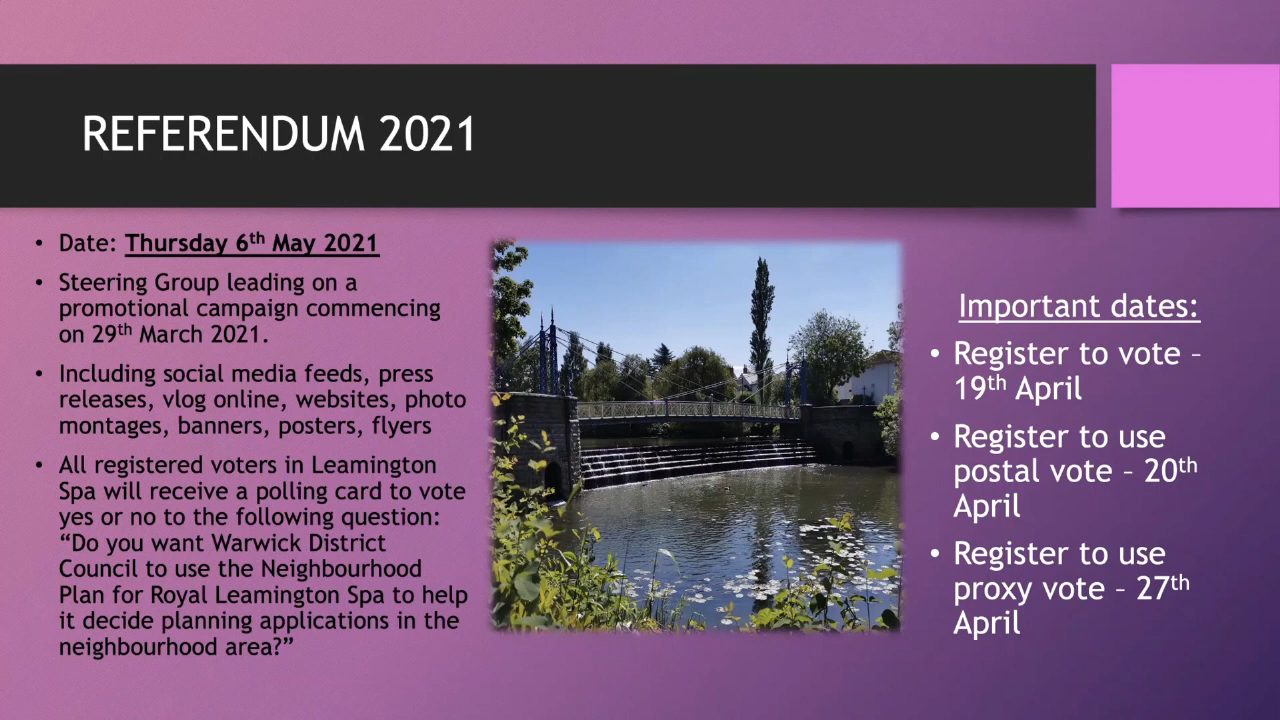 REFERENDUM 2021
• Date: Thursday 6th May 2021
• Steering Group leading on a
promotional campaign commencing
on 29th March 2021.
• Including social media feeds, press
releases, vlog online, websites, photo
montages, banners, posters, flyers
• All registered voters in Leamington
Spa will receive a polling card to vote
yes or no to the following question:
“Do you want Warwick District
Council to use the Neighbourhood
Plan for Royal Leamington Spa to help
it decide planning applications in the
neighbourhood area?”
Important dates:
• Register to vote –
19th April
• Register to use
postal vote – 20th
April
• Register to use
proxy vote – 27th
April